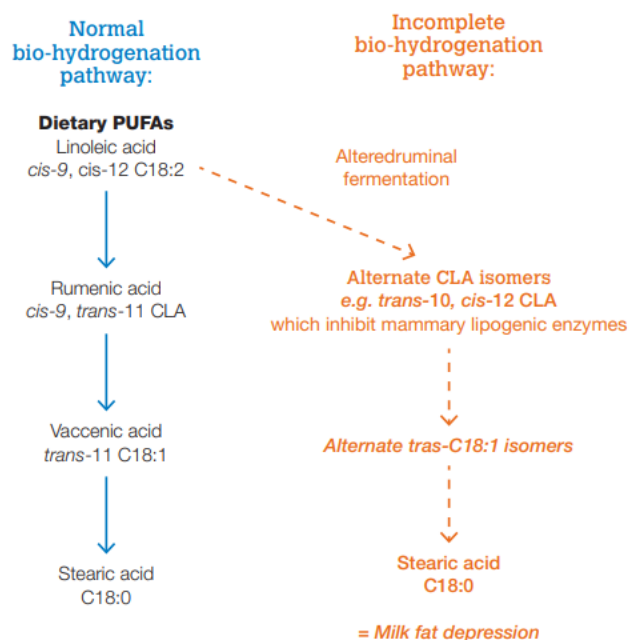 Normal
bio-hydrogenation
pathway:
Dietary PUFAs
Linoleic acid
cis-9, cis-12 C18:2
Rumenic acid
cis-9, trans-11 CLA
Vaccenic acid
trans-11 C18:1
Stearic acid
C18:0
Incomplete
bio-hydrogenation
pathway:
Alteredruminal
fermentation
Alternate CLA isomers
e.g. trans-10, cis-12 CLA
which inhibit mammary lipogenic enzymes
Alternate tras-C18:1 isomers
Stearic acid
C18:0
= Milk fat depression